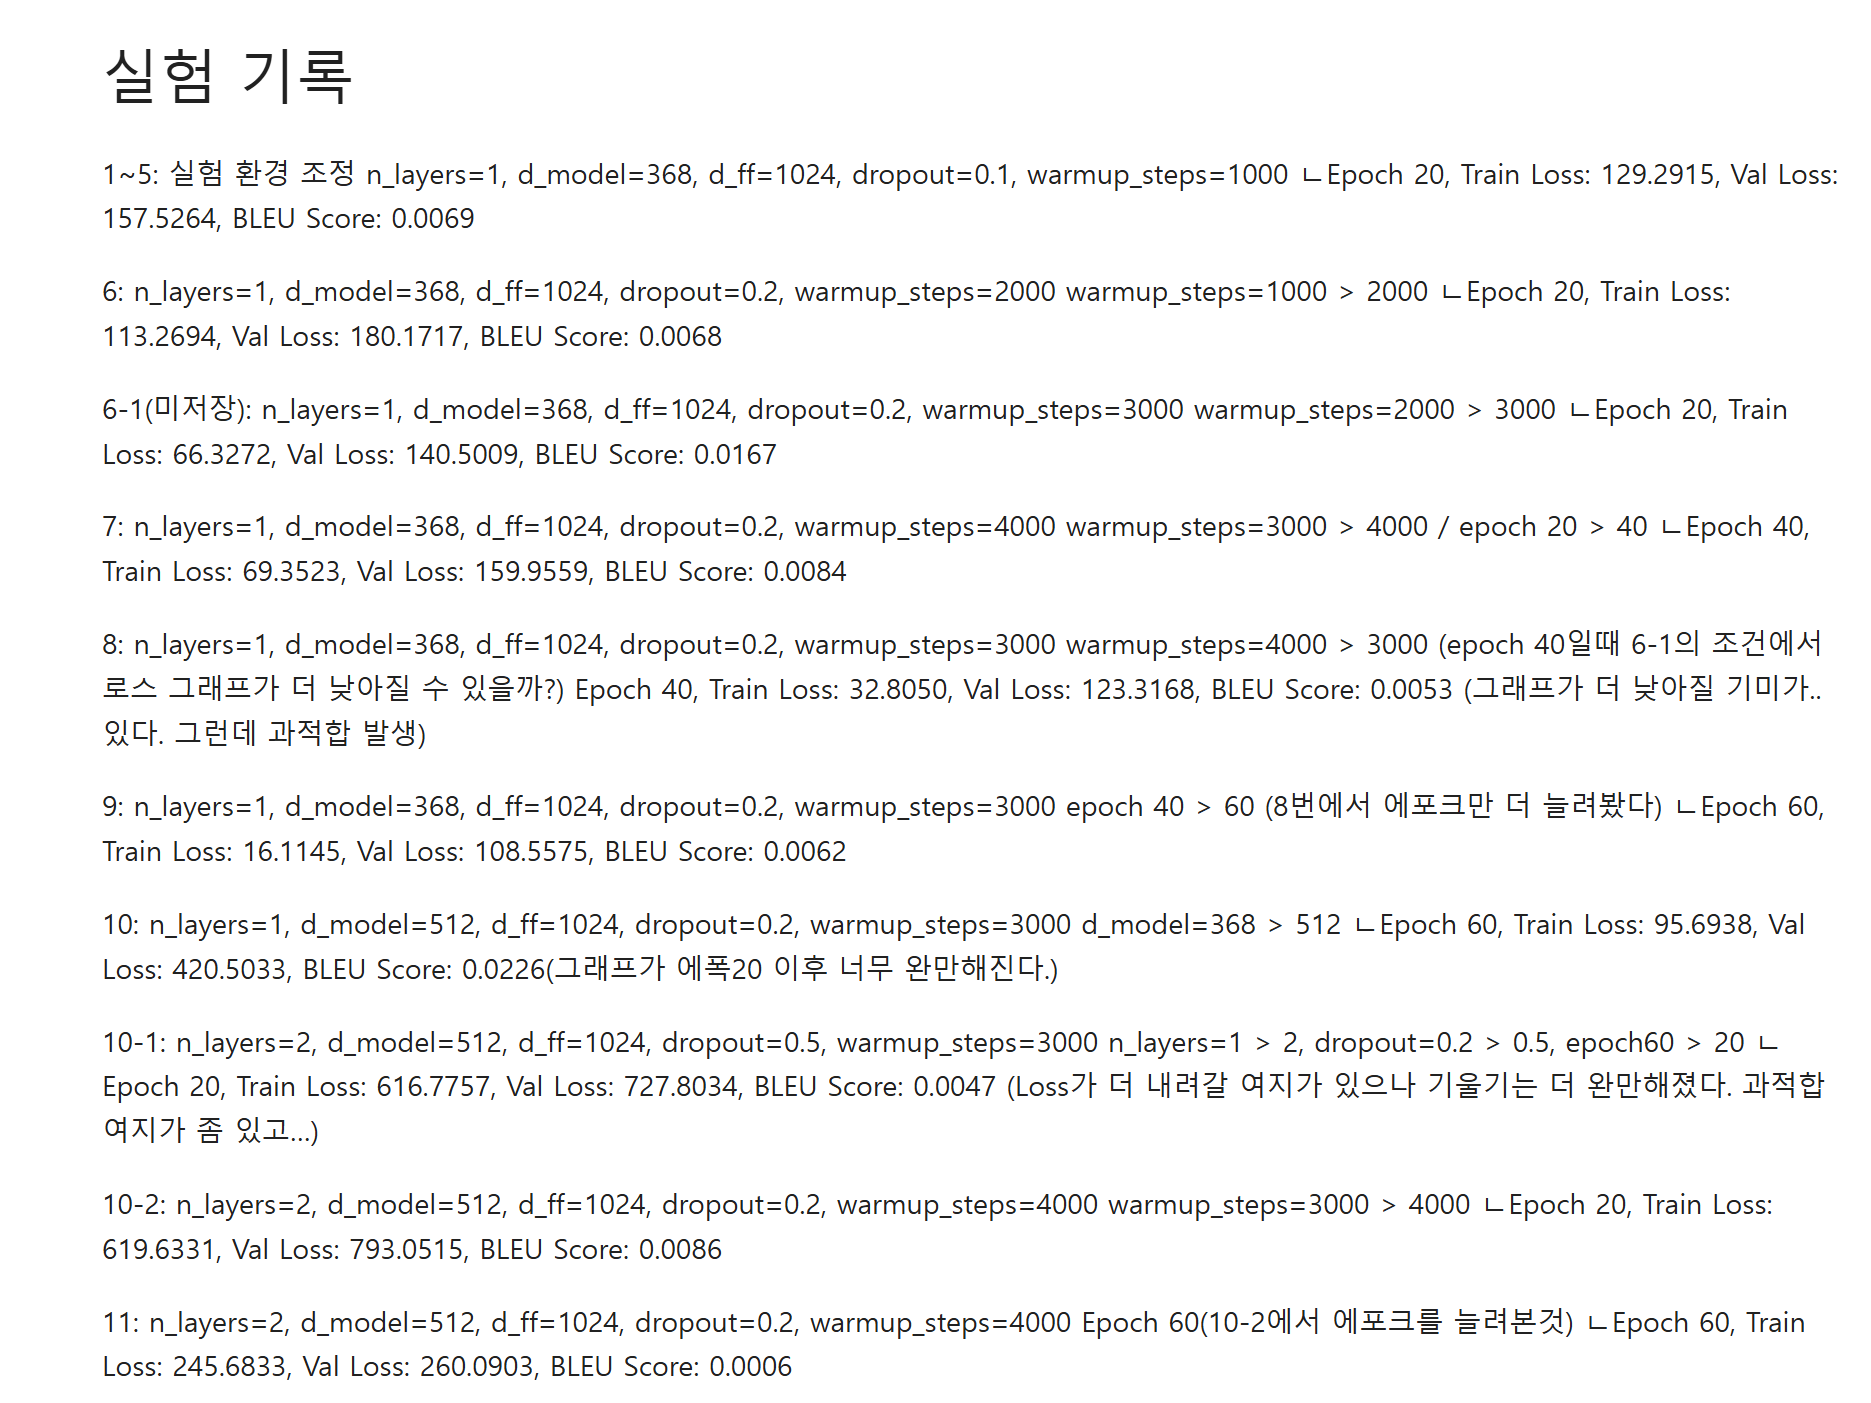 실험 기록
1~5: 실험 환경 조정 n_layers=1, d_model=368, d_ff=1024, dropout=0.1, warmup_steps=1000 ㄴEpoch 20, Train Loss: 129.2915, Val Loss:
157.5264, BLEU Score: 0.0069
6: n_layers=1, d_model=368, d_ff=1024, dropout=0.2, warmup_steps=2000 warmup_steps=1000 > 2000 ㄴEpoch 20, Train Loss:
113.2694, Val Loss: 180.1717, BLEU Score: 0.0068
6-1(미저장): n_layers=1, d_model=368, d_ff=1024, dropout=0.2, warmup_steps=3000 warmup_steps=2000 > 3000 ㄴEpoch 20, Train
Loss: 66.3272, Val Loss: 140.5009, BLEU Score: 0.0167
7: n_layers=1, d_model=368, d_ff=1024, dropout=0.2, warmup_steps=4000 warmup_steps=3000 > 4000 / epoch 20 > 40 ㄴEpoch 40,
Train Loss: 69.3523, Val Loss: 159.9559, BLEU Score: 0.0084
8: n_layers=1, d_model=368, d_ff=1024, dropout=0.2, warmup_steps=3000 warmup_steps=4000 > 3000 (epoch 40일때 6-1의 조건에서
로스 그래프가 더 낮아질 수 있을까?) Epoch 40, Train Loss: 32.8050, Val Loss: 123.3168, BLEU Score: 0.0053 (그래프가 더 낮아질 기미가..
있다. 그런데 과적합 발생)
9: n_layers=1, d_model=368, d_ff=1024, dropout=0.2, warmup_steps=3000 epoch 40 > 60 (8번에서 에포크만 더 늘려봤다) ㄴEpoch 60,
Train Loss: 16.1145, Val Loss: 108.5575, BLEU Score: 0.0062
10: n_layers=1, d_model=512, d_ff=1024, dropout=0.2, warmup_steps=3000 d_model=368 > 512 ㄴEpoch 60, Train Loss: 95.6938, Val
Loss: 420.5033, BLEU Score: 0.0226(그래프가 에폭20 이후 너무 완만해진다.)
10-1: n_layers=2, d_model=512, d_ff=1024, dropout=0.5, warmup_steps=3000 n_layers=1 > 2, dropout=0.2 > 0.5, epoch60 > 20 ㄴ
Epoch 20, Train Loss: 616.7757, Val Loss: 727.8034, BLEU Score: 0.0047 (Loss가 더 내려갈 여지가 있으나 기울기는 더 완만해졌다. 과적합
여지가 좀 있고...)
10-2: n_layers=2, d_model=512, d_ff=1024, dropout=0.2, warmup_steps=4000 warmup_steps=3000 > 4000 ㄴEpoch 20, Train Loss:
619.6331, Val Loss: 793.0515, BLEU Score: 0.0086
11: n_layers=2, d_model=512, d_ff=1024, dropout=0.2, warmup_steps=4000 Epoch 60(10-2에서 에포크를 늘려본것) ㄴEpoch 60, Train
Loss: 245.6833, Val Loss: 260.0903, BLEU Score: 0.0006